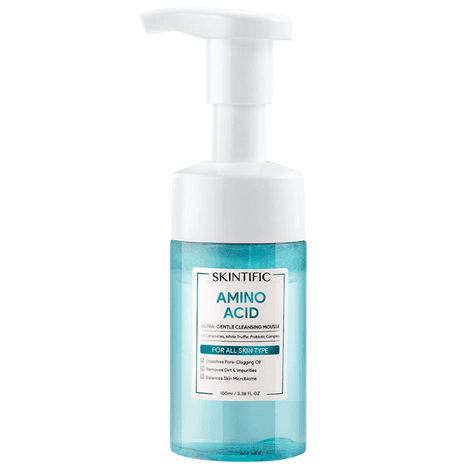 SKINTIFIC
AMINO
ACID
ULTRA-GENTLE CLEANSING MOUSSE
5X Ceramides, White Truffle, Probiotic Complex
FOR ALL SKIN TYPE
☑ Dissolves Pore-Clogging Oil
☑ Removes Dirt & Impurities
☑ Balances Skin Microbiome
100ml / 3.38 FL.OZ